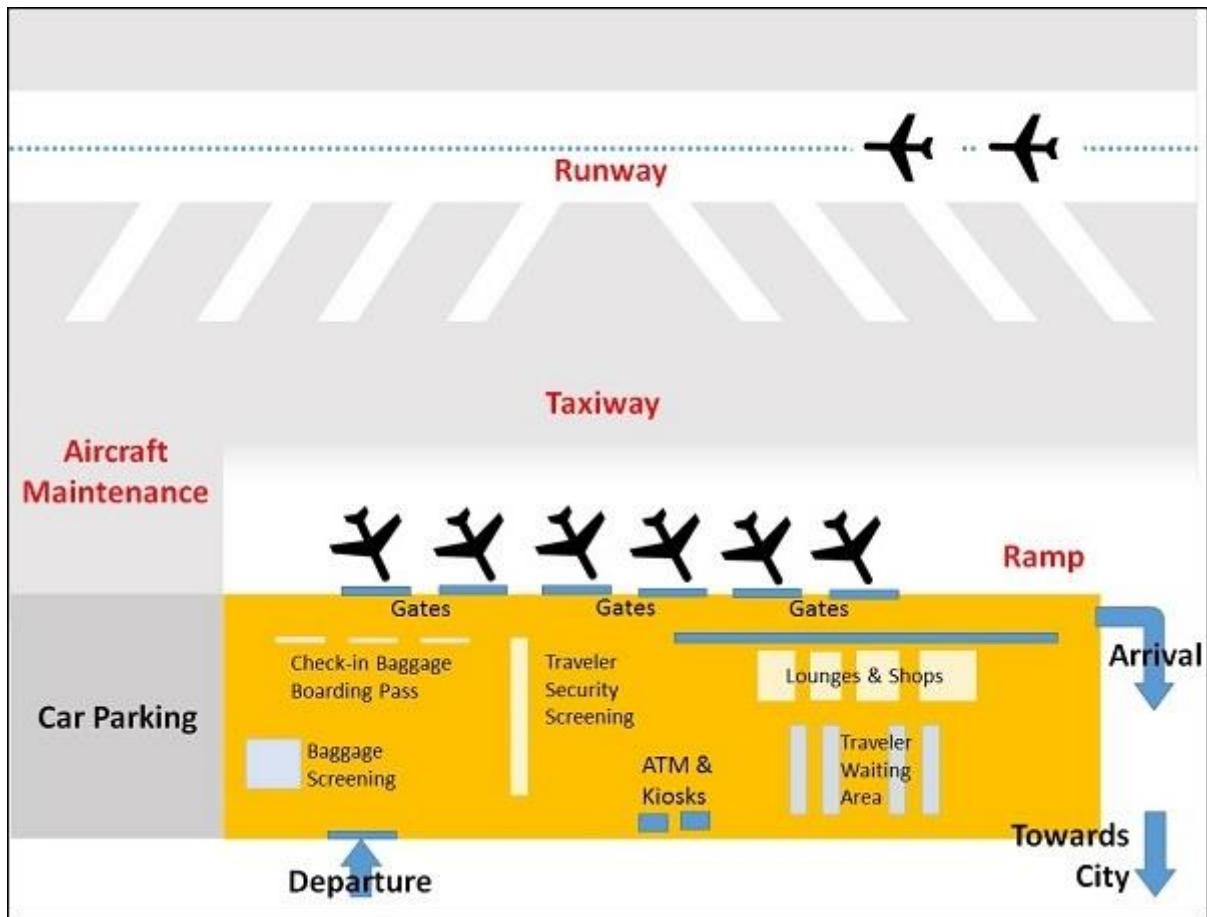 Runway
Taxiway
Aircraft
Maintenance
Ramp
Gates
Gates
Gates
Arrival
Check-in Baggage
Boarding Pass
Traveler
Security
Screening
Lounges & Shops
Car Parking
Baggage
Screening
ATM &
Kiosks
Traveler
Waiting
Area
Departure
Towards
City